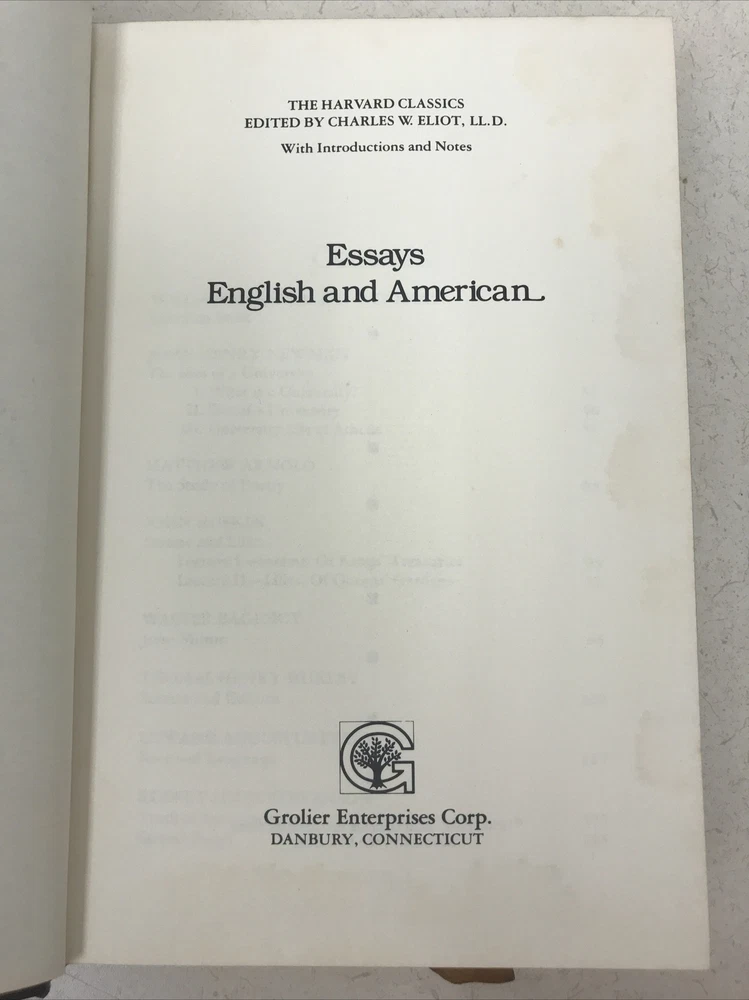 THE HARVARD CLASSICS
EDITED BY CHARLES W. ELIOT, LL.D.
With Introductions and Notes
Essays
English and American
G
Grolier Enterprises Corp.
DANBURY, CONNECTICUT